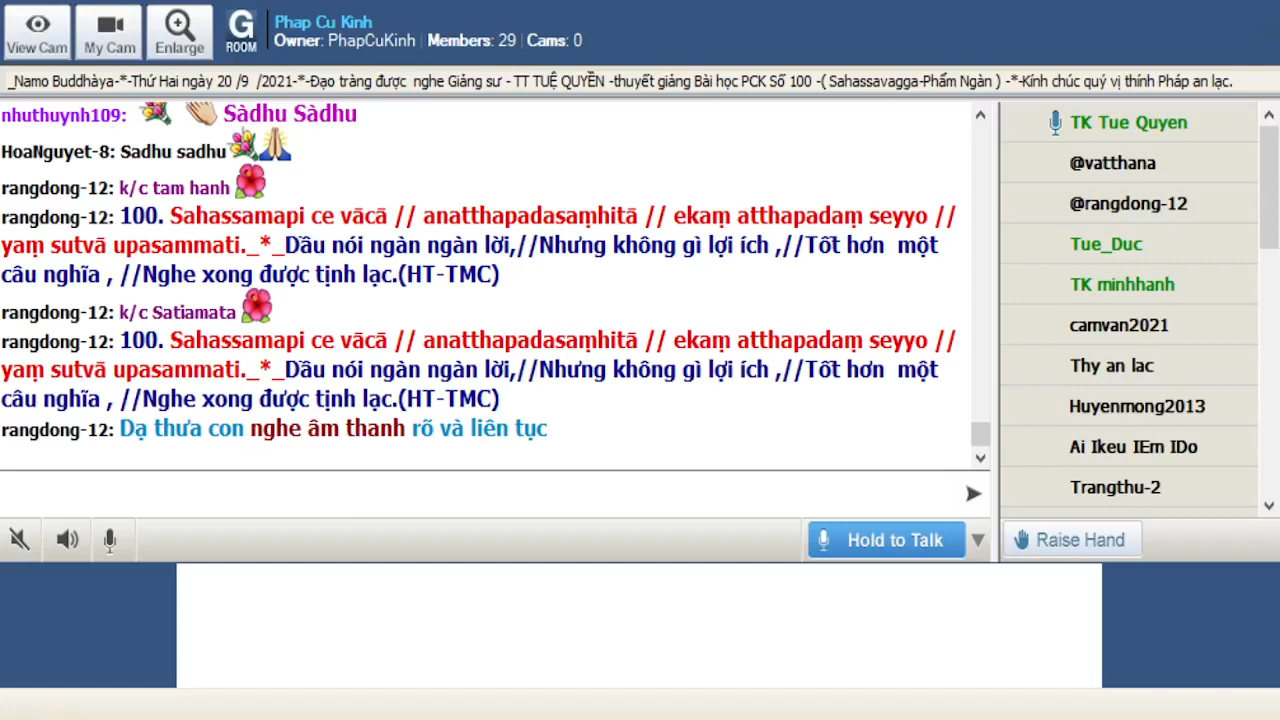 View Cam
My Cam
Enlarge
G
ROOM
Phap Cu Kinh
Owner: PhapCuKinh | Members: 29 | Cams: 0
_Namo Buddhàya-*-Thứ Hai ngày 20 /9 /2021-*-Đạo tràng được nghe Giảng sư - TT TUỆ QUYỀN -thuyết giảng Bài học PCK Số 100 -( Sahassavagga-Phẩm Ngàn ) -*-Kính chúc quý vị thính Pháp an lạc.
nhuthuynh109: Sàdhu Sàdhu
HoaNguyet-8: Sadhu sadhu
rangdong-12: k/c tam hanh
rangdong-12: 100. Sahassamapi ce vācā // anatthapadasaṃhitā // ekaṃ atthapadaṃ seyyo //
yaṃ sutvā upasammati._*_Dầu nói ngàn ngàn lời,//Nhưng không gì lợi ích ,//Tốt hơn một
câu nghĩa , //Nghe xong được tịnh lạc.(HT-TMC)
rangdong-12: k/c Satiamata
rangdong-12: 100. Sahassamapi ce vācā // anatthapadasaṃhitā // ekaṃ atthapadaṃ seyyo //
yaṃ sutvā upasammati._*_Dầu nói ngàn ngàn lời,//Nhưng không gì lợi ích ,//Tốt hơn một
câu nghĩa , //Nghe xong được tịnh lạc.(HT-TMC)
rangdong-12: Dạ thưa con nghe âm thanh rõ và liên tục
TK Tue Quyen
@vatthana
@rangdong-12
Tue_Duc
TK minhhanh
camvan2021
Thy an lac
Huyenmong2013
Ai Ikeu IEm IDo
Trangthu-2
Hold to Talk
Raise Hand